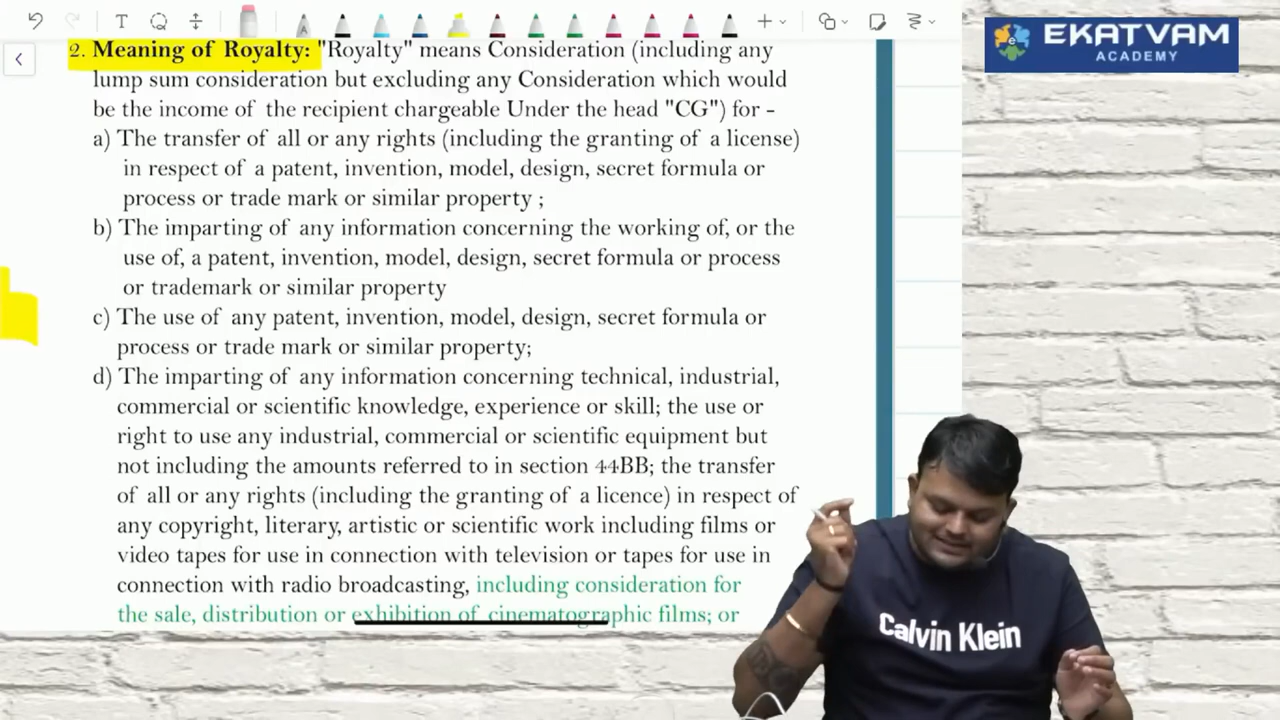 2. Meaning of Royalty: "Royalty" means Consideration (including any
lump sum consideration but excluding any Consideration which would
be the income of the recipient chargeable Under the head "CG") for -
a) The transfer of all or any rights (including the granting of a license)
in respect of a patent, invention, model, design, secret formula or
process or trade mark or similar property ;
b) The imparting of any information concerning the working of, or the
use of, a patent, invention, model, design, secret formula or process
or trademark or similar property
c) The use of any patent, invention, model, design, secret formula or
process or trade mark or similar property;
d) The imparting of any information concerning technical, industrial,
commercial or scientific knowledge, experience or skill; the use or
right to use any industrial, commercial or scientific equipment but
not including the amounts referred to in section 44BB; the transfer
of all or any rights (including the granting of a licence) in respect of
any copyright, literary, artistic or scientific work including films or
video tapes for use in connection with television or tapes for use in
connection with radio broadcasting, including consideration for
the sale, distribution or exhibition of cinematographic films; or
EKATVAM
ACADEMY
Calvin Klein